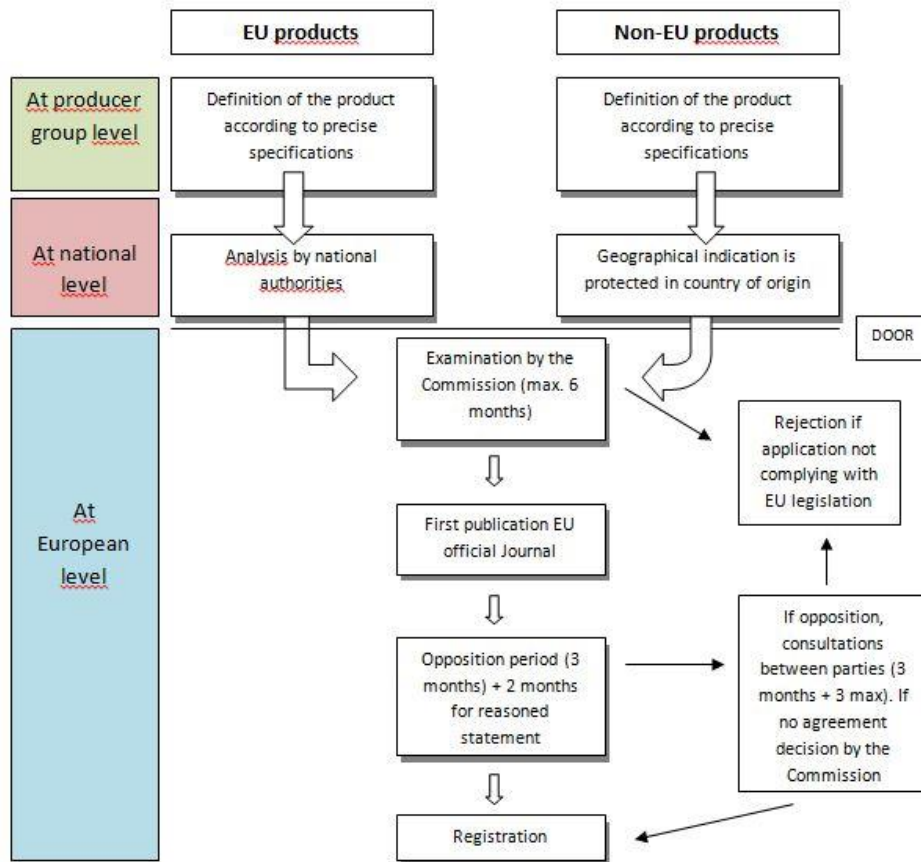 EU products
Non-EU products
At producer
group level
Definition of the product
according to precise
specifications
Definition of the product
according to precise
specifications
At national
level
Analysis by national
authorities
Geographical indication is
protected in country of origin
DOOR
At
European
level
Examination by the
Commission (max. 6
months)
Rejection if
application not
complying with
EU legislation
First publication EU
official Journal
Opposition period (3
months) + 2 months
for reasoned
statement
If opposition,
consultations
between parties (3
months + 3 max). If
no agreement
decision by the
Commission
Registration